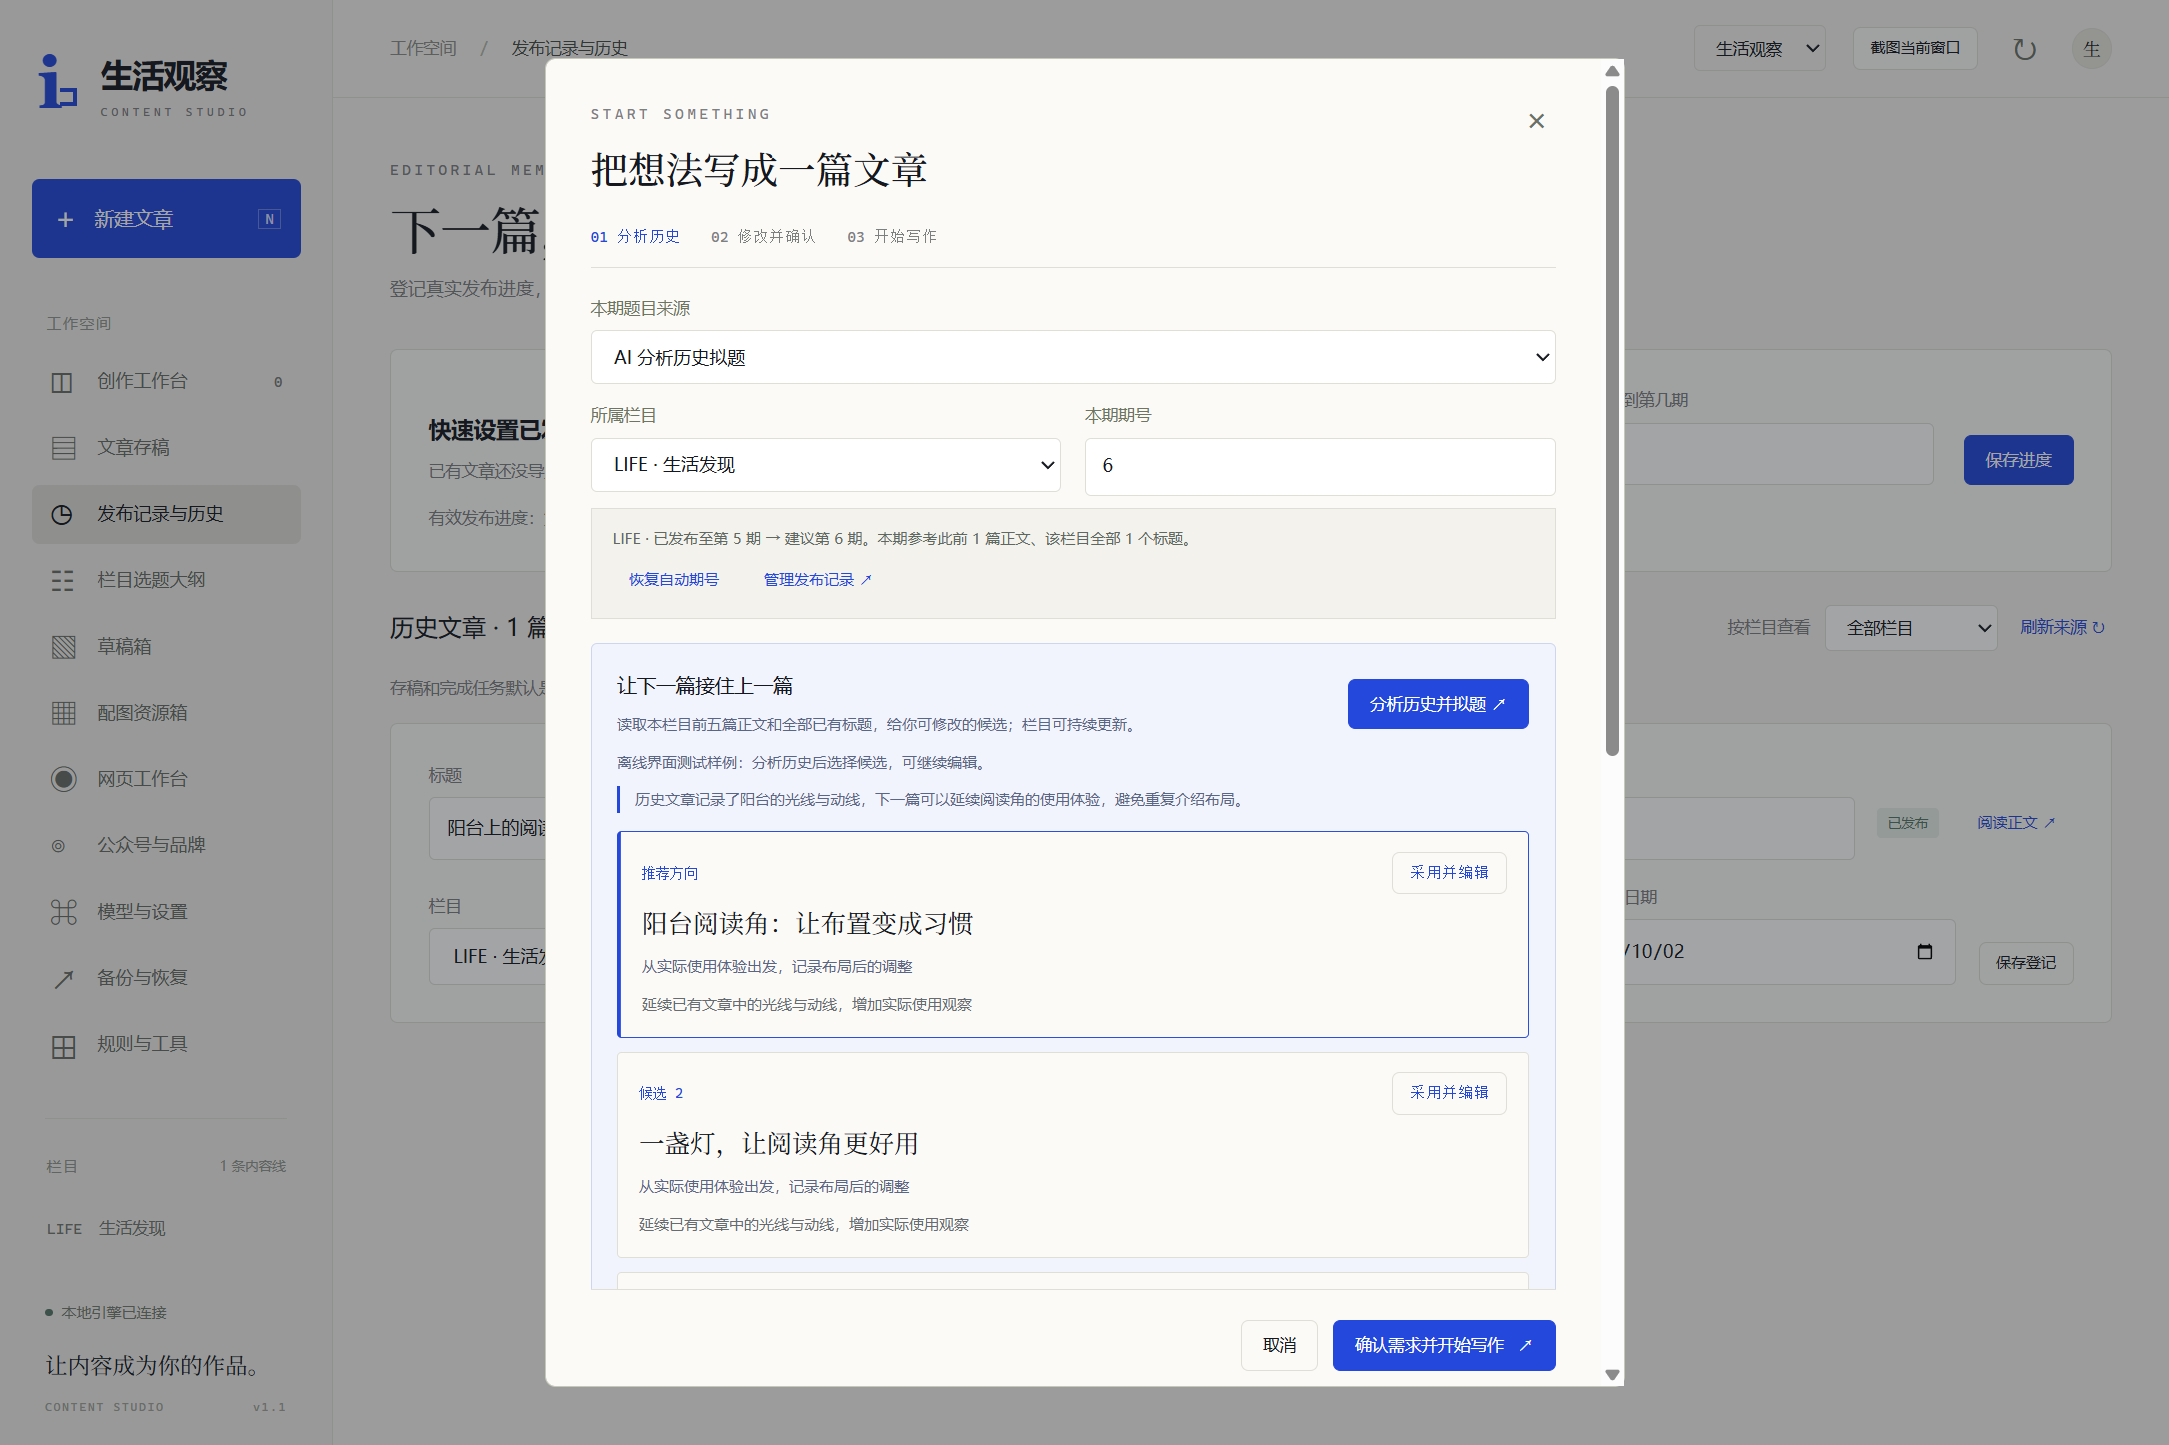 生活观察
CONTENT STUDIO
+ 新建文章 N
工作空间
创作工作台 0
文章存稿
发布记录与历史
栏目选题大纲
草稿箱
配图资源箱
网页工作台
公众号与品牌
模型与设置
备份与恢复
规则与工具
栏目 1 条内容线
LIFE 生活发现
本地引擎已连接
让内容成为你的作品。
CONTENT STUDIO v1.1
工作空间 / 发布记录与历史
生活观察
截图当前窗口
生
EDITORIAL MEM
下一篇,
登记真实发布进度,
快速设置已
已有文章还没导
有效发布进度:
到第几期
保存进度
历史文章 · 1 篇
按栏目查看
全部栏目
刷新来源 ↻
存稿和完成任务默认
标题
阳台上的阅
已发布
阅读正文 ↗
栏目
LIFE · 生活
日期
/10/02
保存登记
START SOMETHING
×
把想法写成一篇文章
01 分析历史 02 修改并确认 03 开始写作
本期题目来源
AI 分析历史拟题
所属栏目
LIFE · 生活发现
本期期号
6
LIFE · 已发布至第 5 期 → 建议第 6 期。本期参考此前 1 篇正文、该栏目全部 1 个标题。
恢复自动期号 管理发布记录 ↗
让下一篇接住上一篇
分析历史并拟题 ↗
读取本栏目前五篇正文和全部已有标题，给你可修改的候选；栏目可持续更新。
离线界面测试样例：分析历史后选择候选，可继续编辑。
历史文章记录了阳台的光线与动线，下一篇可以延续阅读角的使用体验，避免重复介绍布局。
推荐方向
采用并编辑
阳台阅读角：让布置变成习惯
从实际使用体验出发，记录布局后的调整
延续已有文章中的光线与动线，增加实际使用观察
候选 2
采用并编辑
一盏灯，让阅读角更好用
从实际使用体验出发，记录布局后的调整
延续已有文章中的光线与动线，增加实际使用观察
取消
确认需求并开始写作 ↗